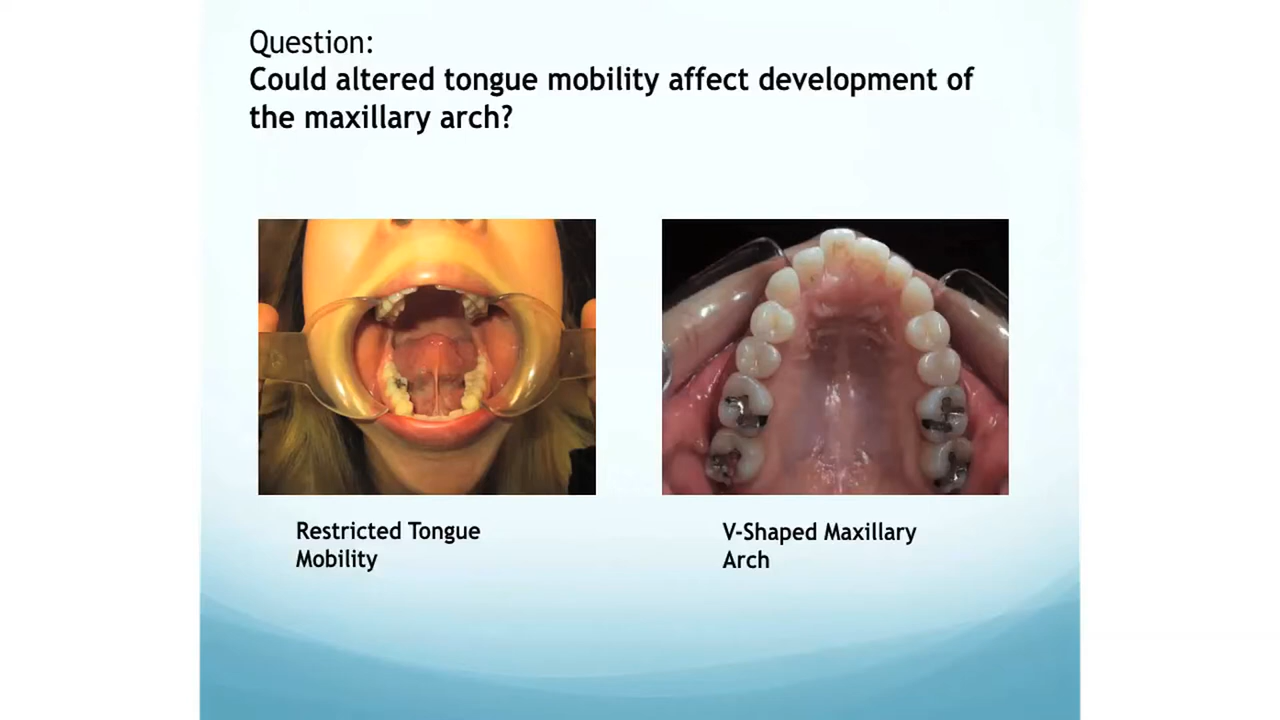 Question:
Could altered tongue mobility affect development of
the maxillary arch?
Restricted Tongue
Mobility
V-Shaped Maxillary
Arch